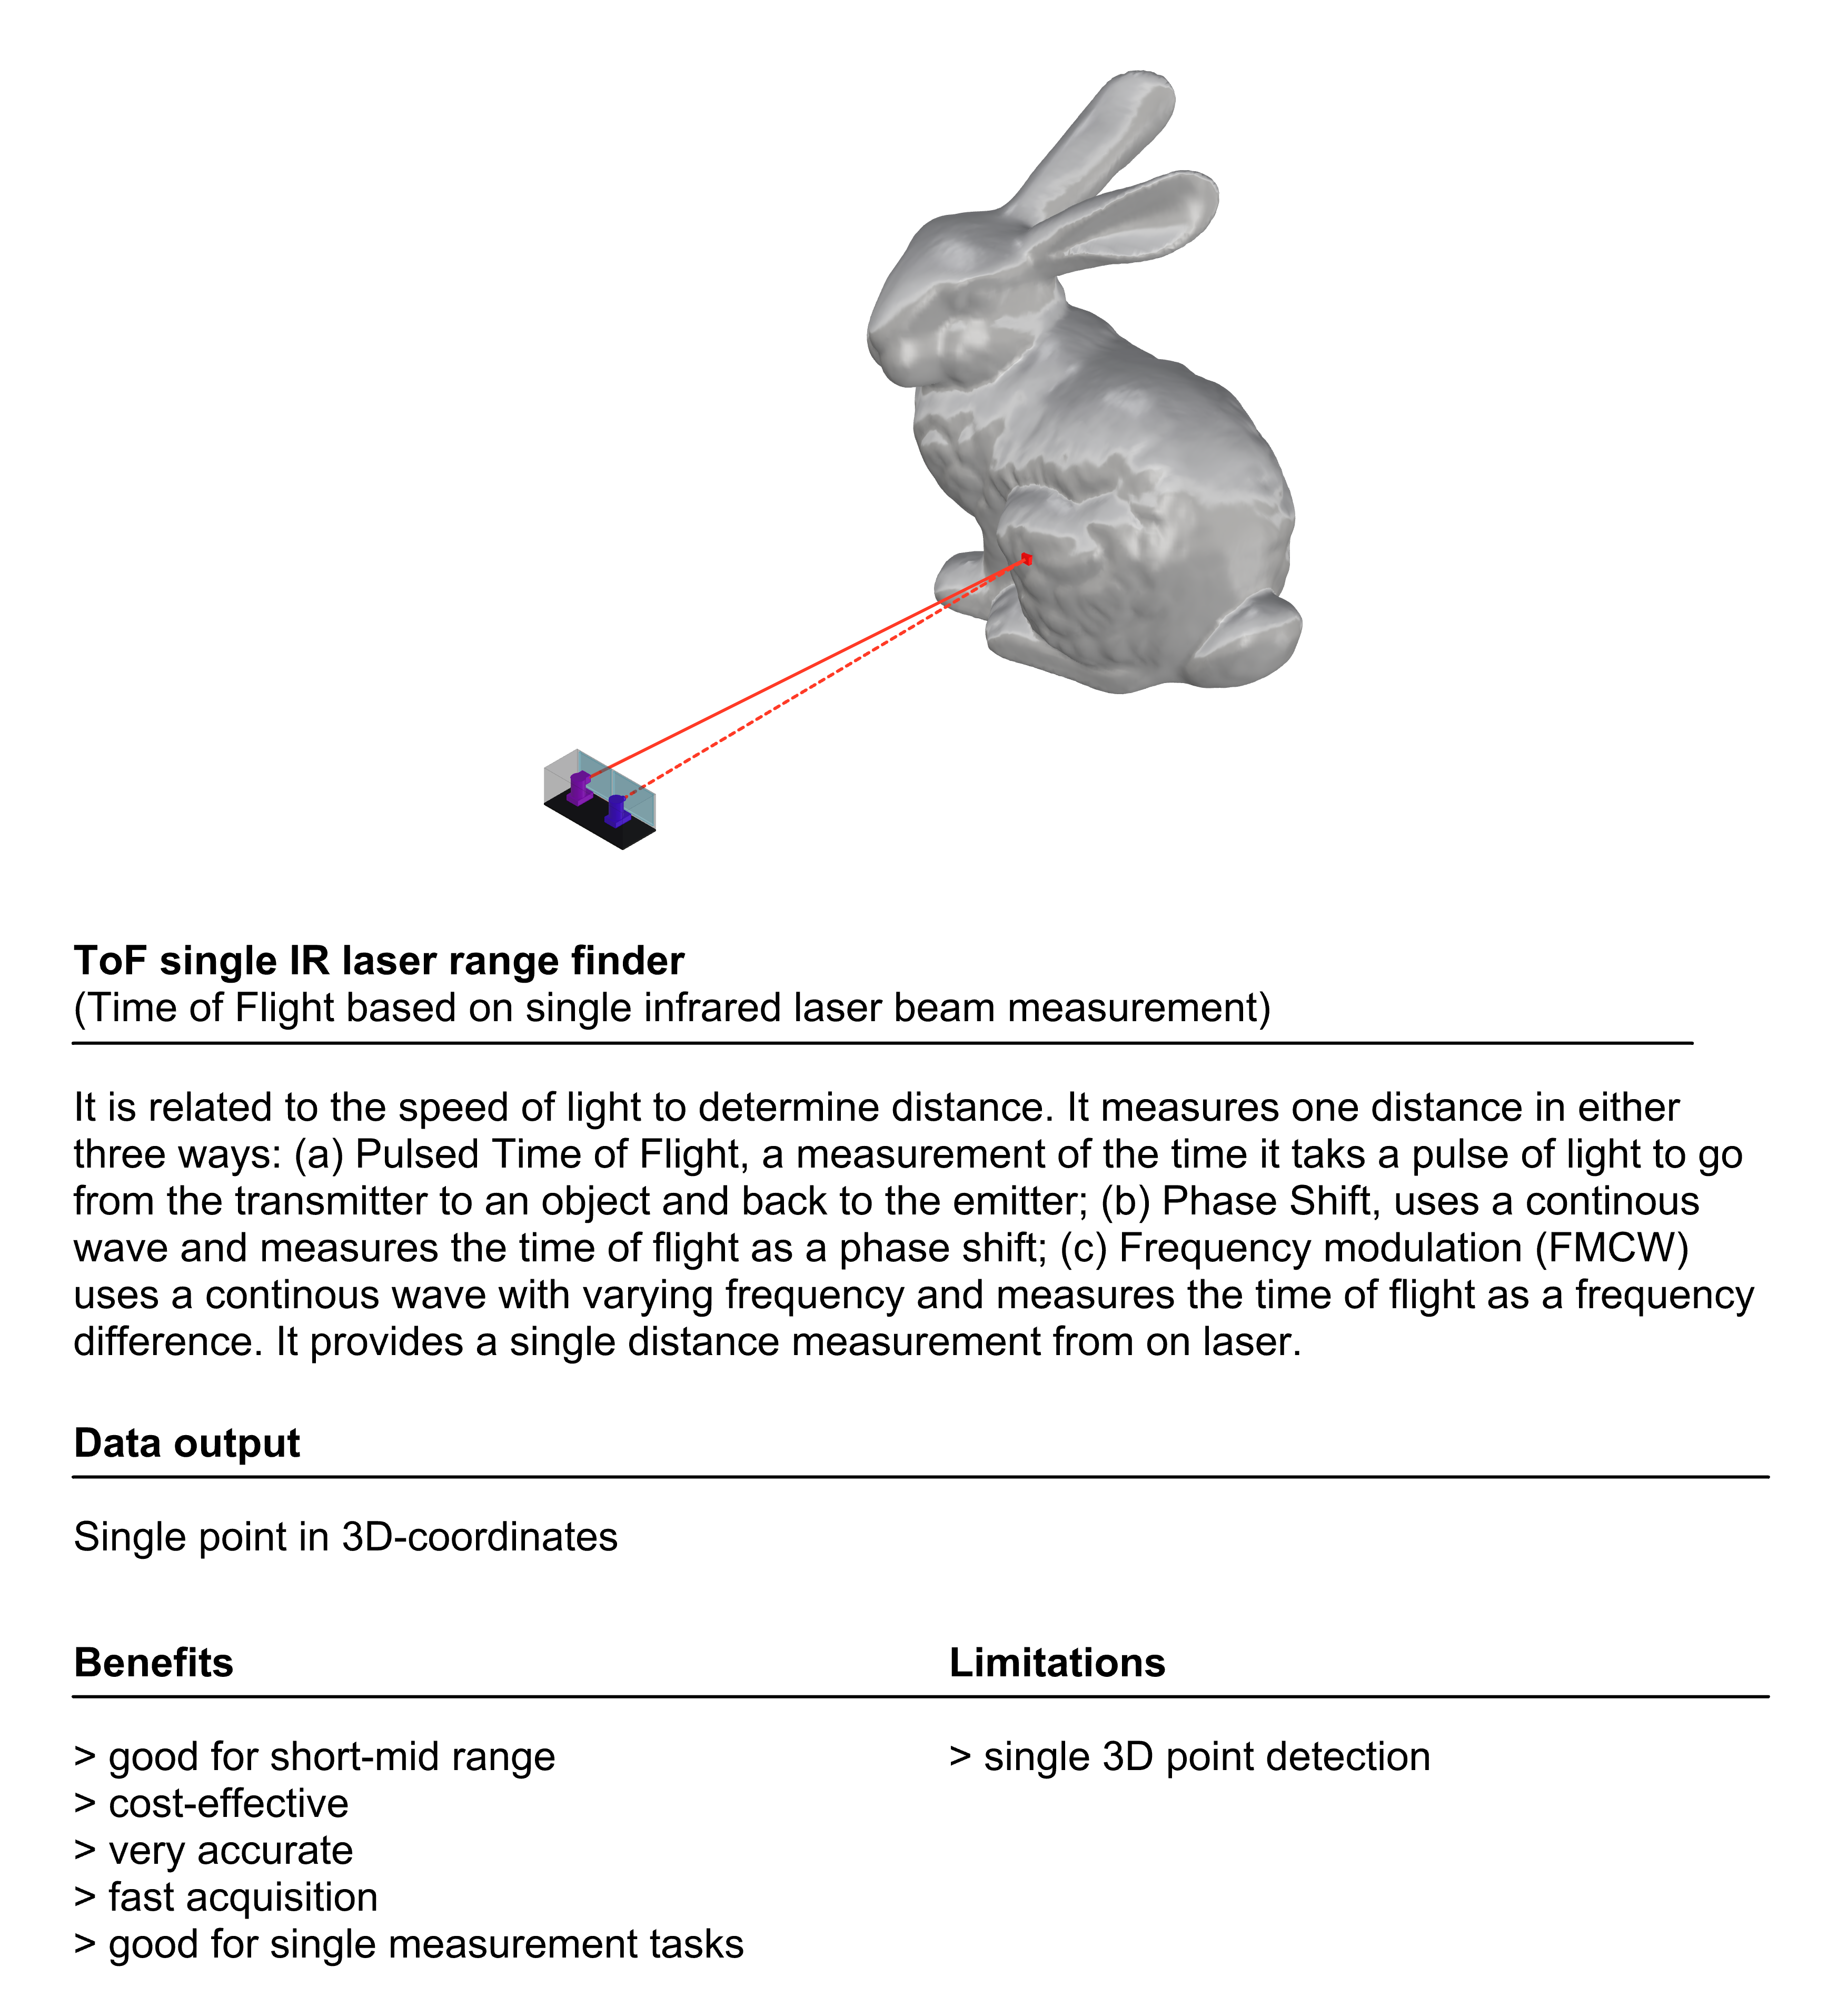 ToF single IR laser range finder
(Time of Flight based on single infrared laser beam measurement)
It is related to the speed of light to determine distance. It measures one distance in either
three ways: (a) Pulsed Time of Flight, a measurement of the time it taks a pulse of light to go
from the transmitter to an object and back to the emitter; (b) Phase Shift, uses a continous
wave and measures the time of flight as a phase shift; (c) Frequency modulation (FMCW)
uses a continous wave with varying frequency and measures the time of flight as a frequency
difference. It provides a single distance measurement from on laser.
Data output
Single point in 3D-coordinates
Benefits
> good for short-mid range
> cost-effective
> very accurate
> fast acquisition
> good for single measurement tasks
Limitations
> single 3D point detection